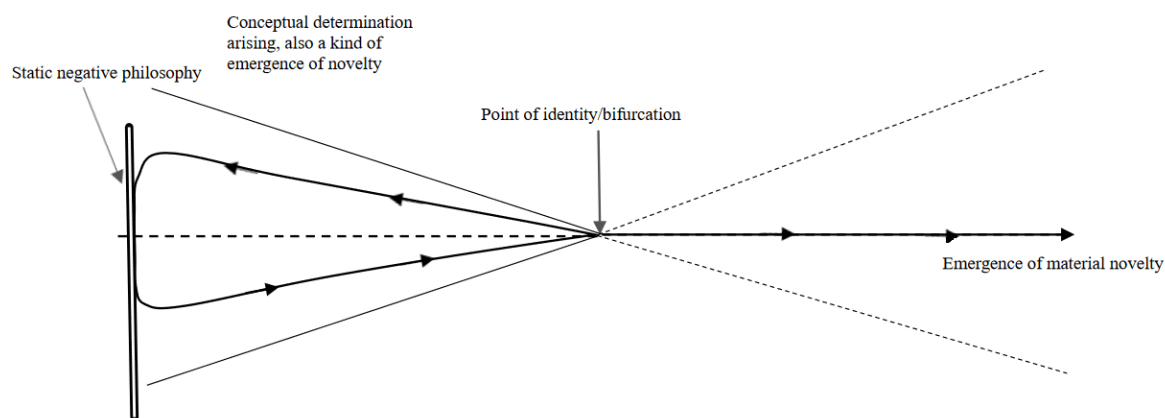 Conceptual determination
arising, also a kind of
emergence of novelty
Static negative philosophy
Point of identity/bifurcation
Emergence of material novelty